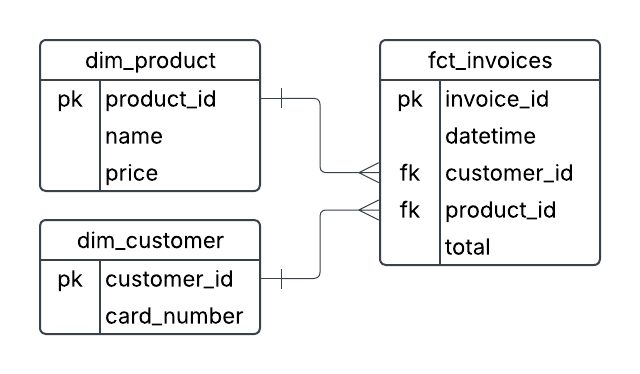 dim_product
pk product_id
name
price
dim_customer
pk customer_id
card_number
fct_invoices
pk invoice_id
datetime
fk customer_id
fk product_id
total